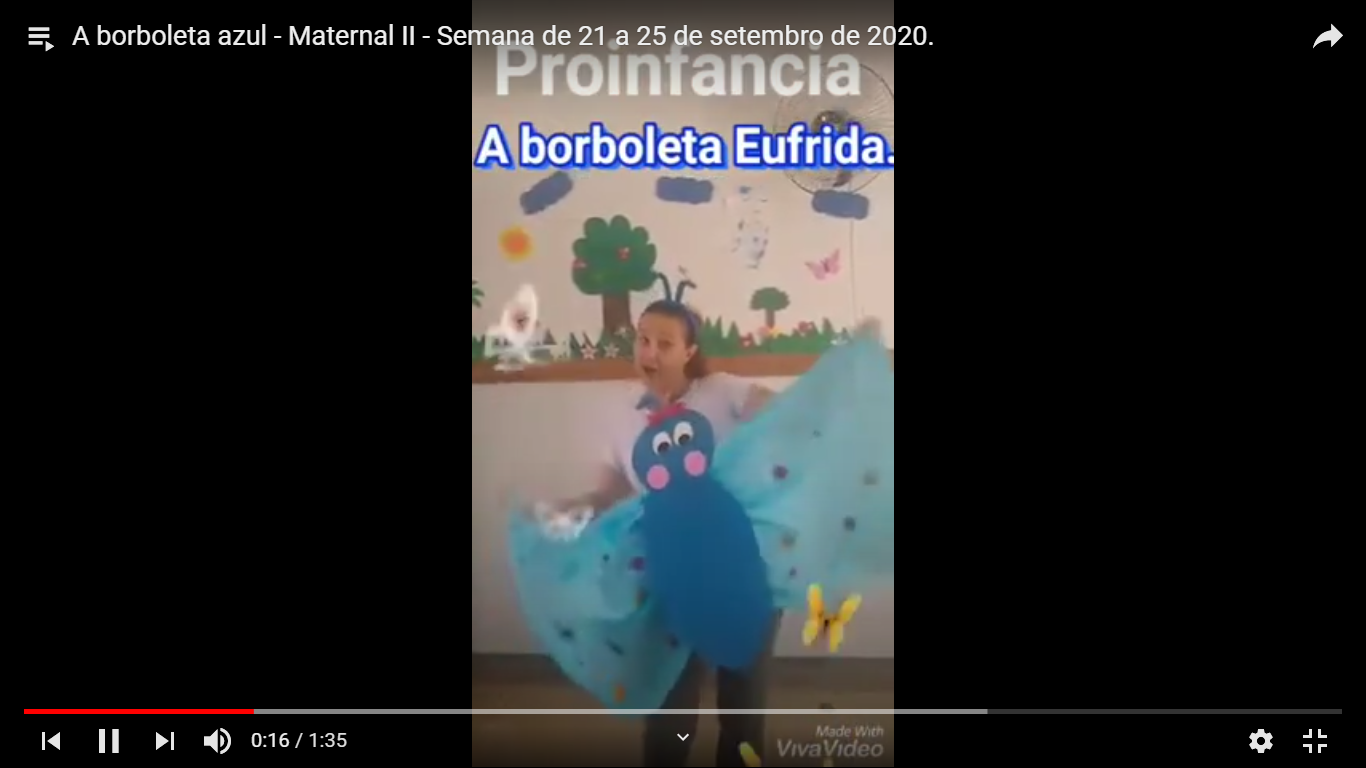 A borboleta azul - Maternal II - Semana de 21 a 25 de setembro de 2020.
Proinfancia
A borboleta Eufrida.
Made With
VivaVideo
0:16 / 1:35